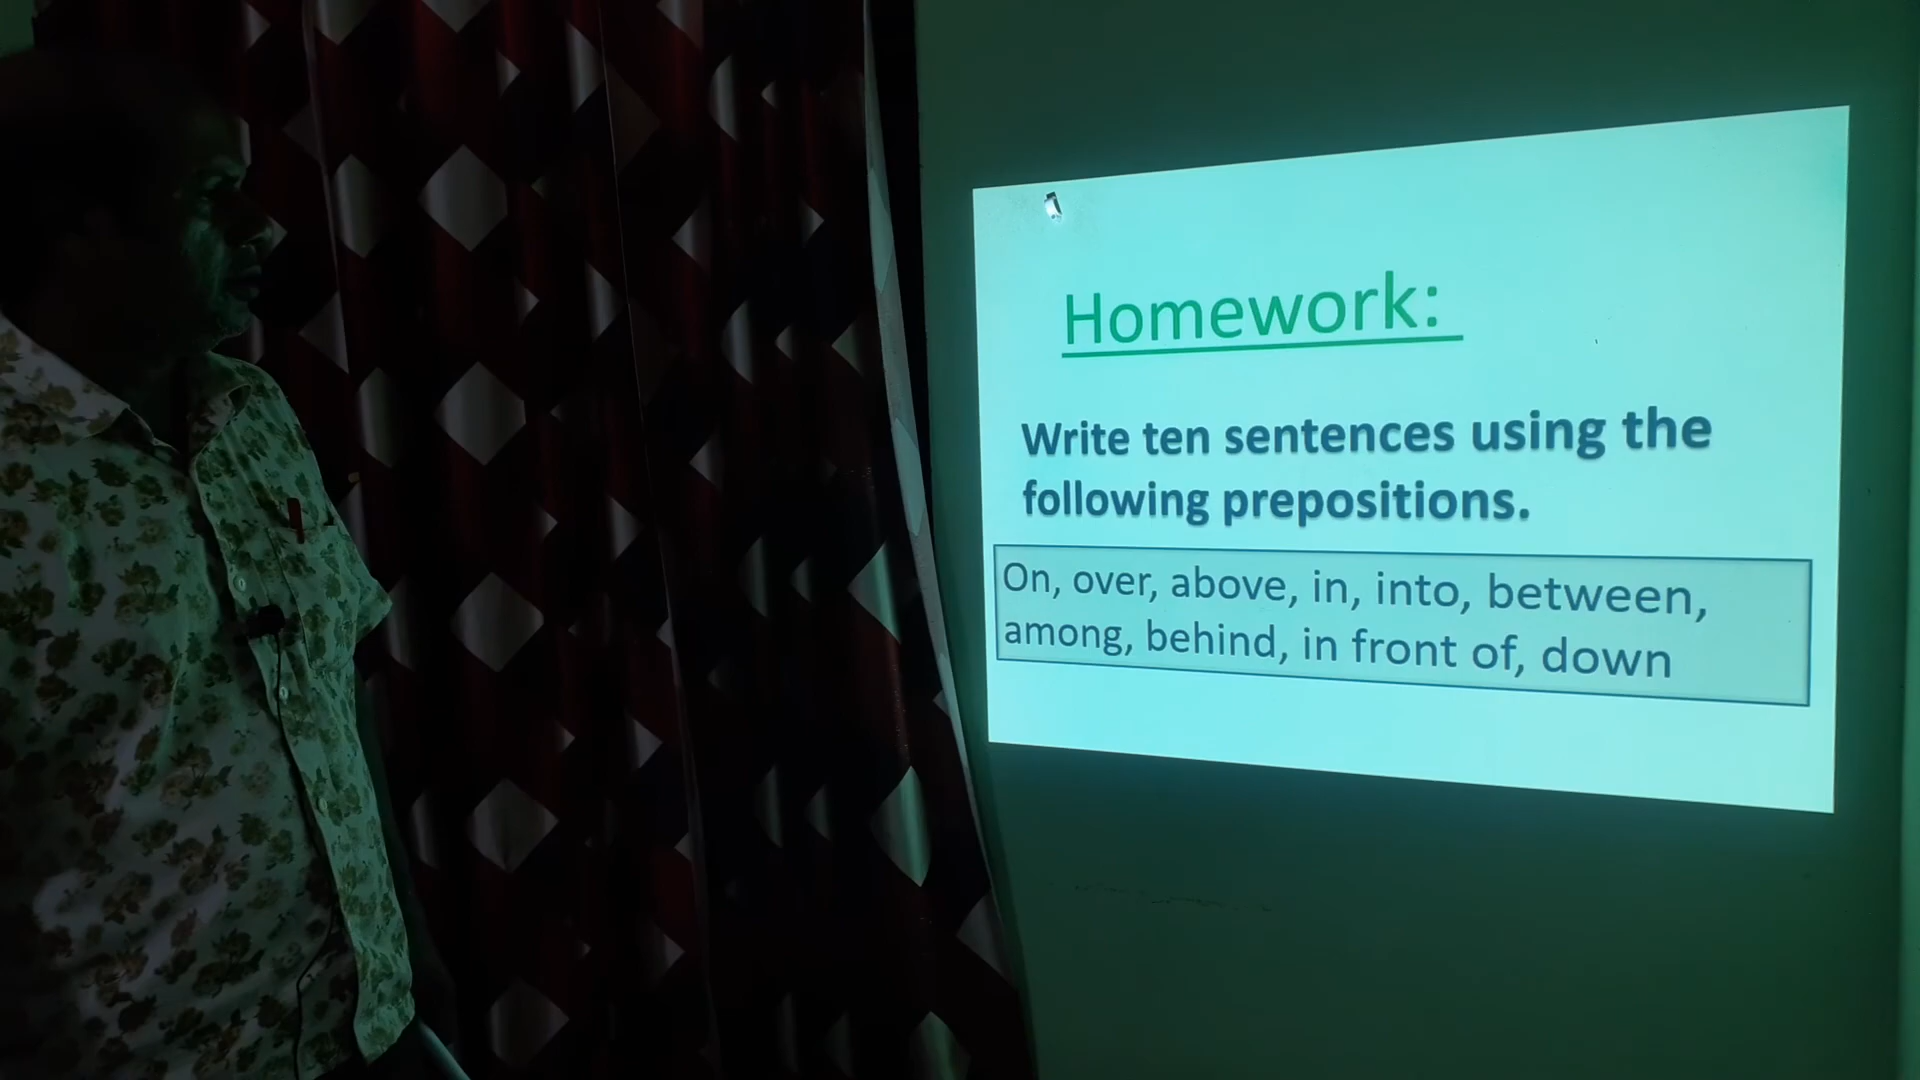 Homework:
Write ten sentences using the
following prepositions.
On, over, above, in, into, between,
among, behind, in front of, down